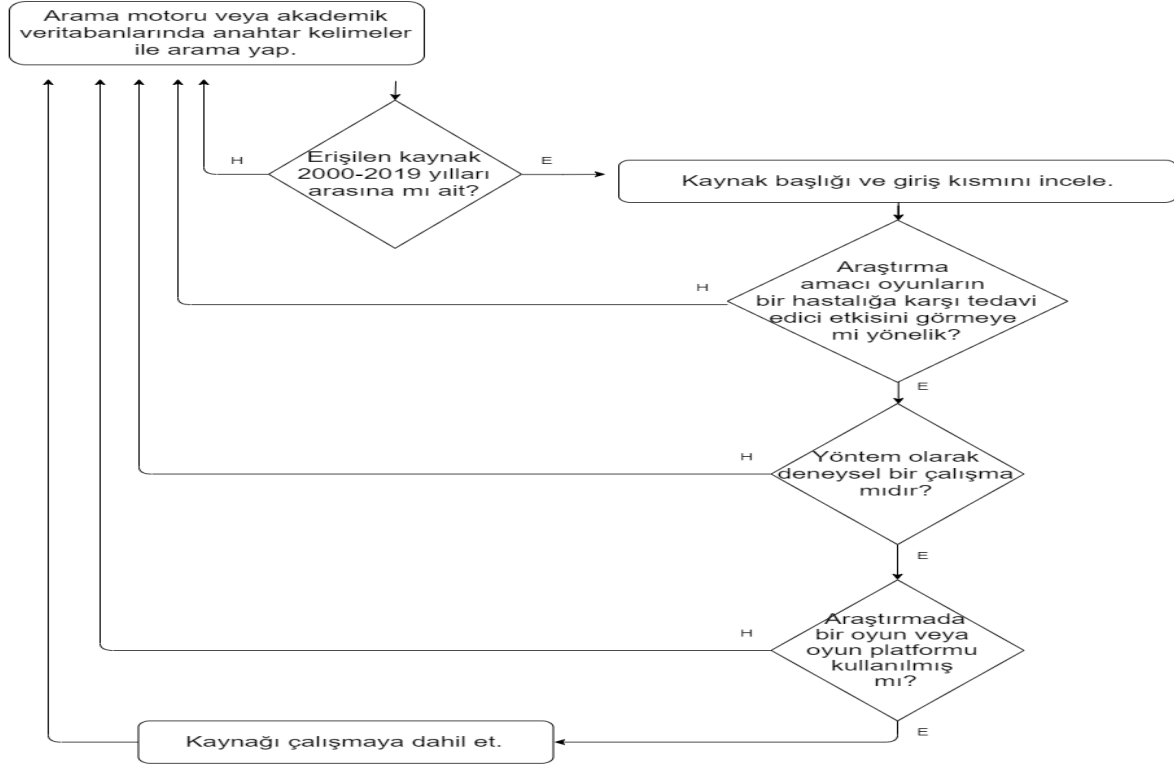 Arama motoru veya akademik
veritabanlarında anahtar kelimeler
ile arama yap.
Erişilen kaynak
2000-2019 yılları
arasına mı ait?
H
E
Kaynak başlığı ve giriş kısmını incele.
Araştırma
amacı oyunların
bir hastalığa karşı tedavi
edici etkisini görmeye
mi yönelik?
H
E
Yöntem olarak
deneysel bir çalışma
mıdır?
H
E
Araştırmada
bir oyun veya
oyun platformu
kullanılmış
mı?
H
E
Kaynağı çalışmaya dahil et.